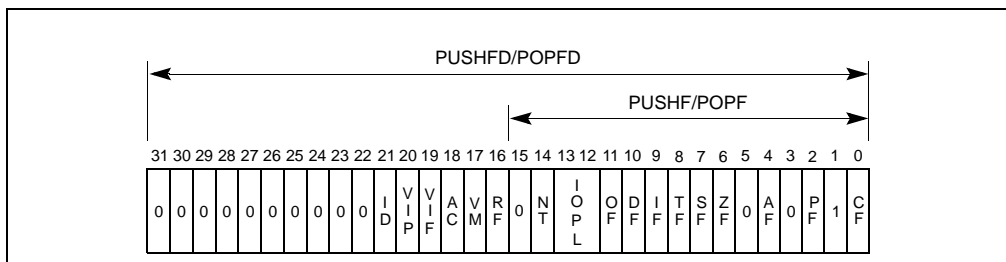 PUSHFD/POPFD
PUSHF/POPF
31 30 29 28 27 26 25 24 23 22 21 20 19 18 17 16 15 14 13 12 11 10 9 8 7 6 5 4 3 2 1 0
0 0 0 0 0 0 0 0 0 0 ID VIP VIF AC VM RF 0 NT IOPL OF DF IF TF SF ZF 0 AF 0 PF 1 CF